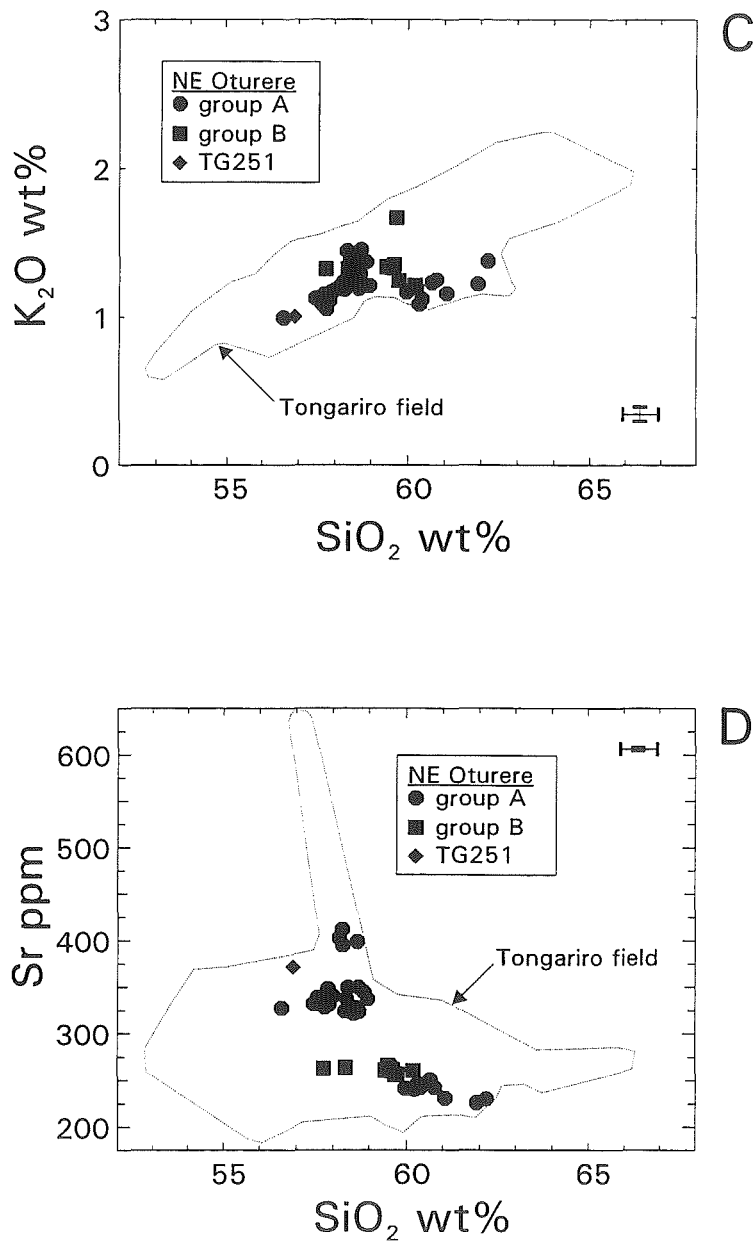 C
3
NE Oturere
group A
group B
TG251
2
K₂O wt%
1
Tongariro field
0
55
60
65
SiO₂ wt%
D
600
NE Oturere
group A
group B
TG251
500
Sr ppm
400
Tongariro field
300
250
200
55
60
65
SiO₂ wt%